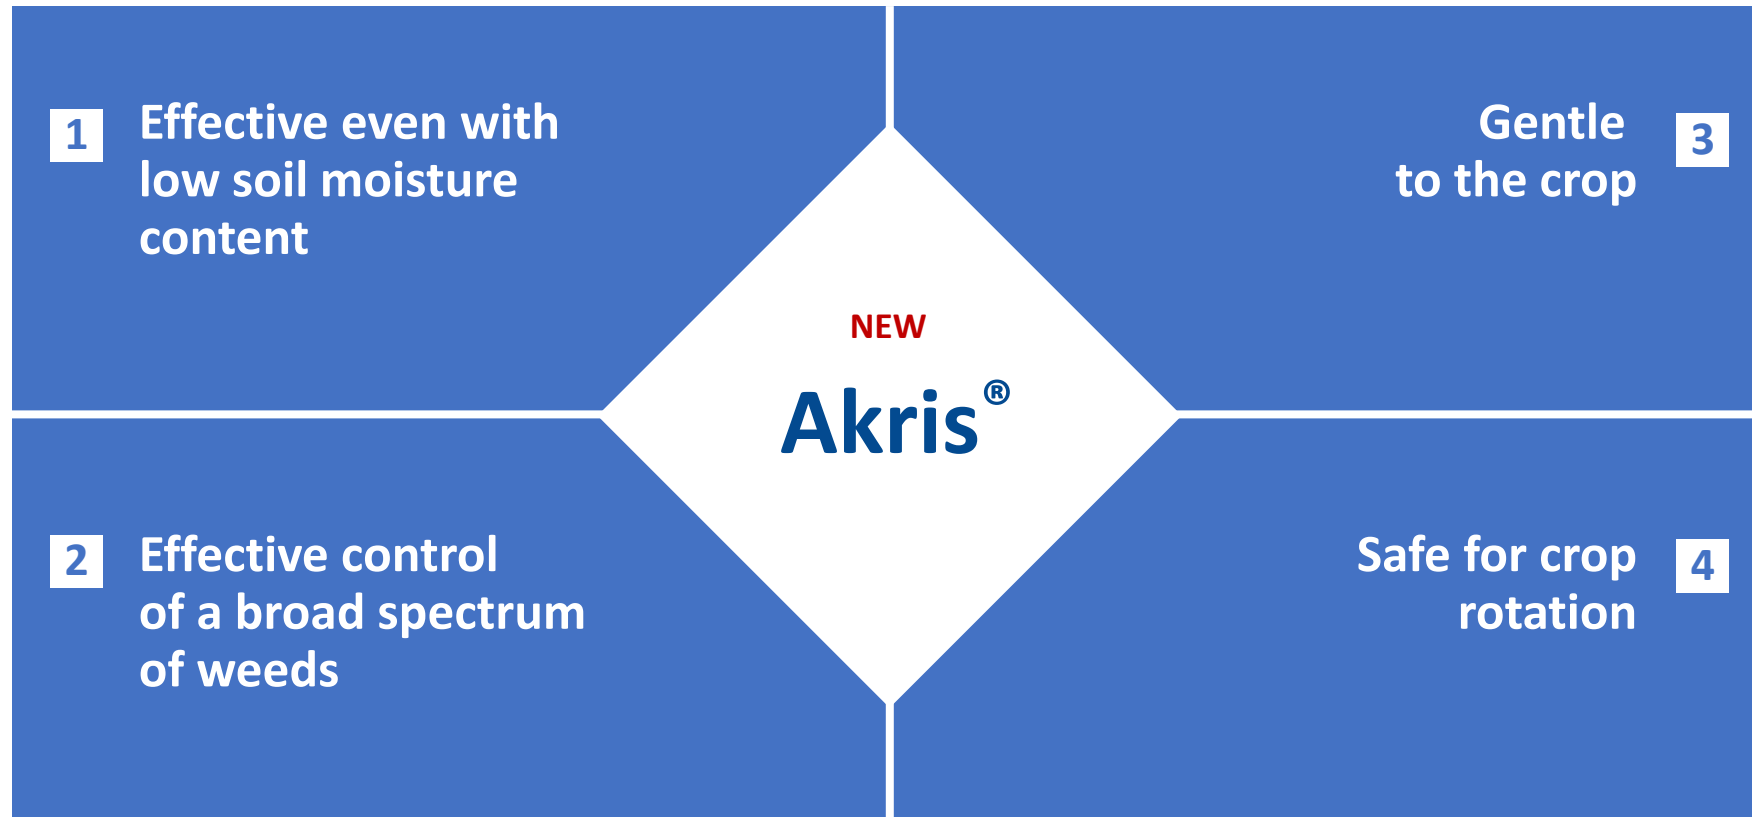 1
Effective even with
low soil moisture
content
2
Effective control
of a broad spectrum
of weeds
NEW
Akris®
3
Gentle
to the crop
4
Safe for crop
rotation